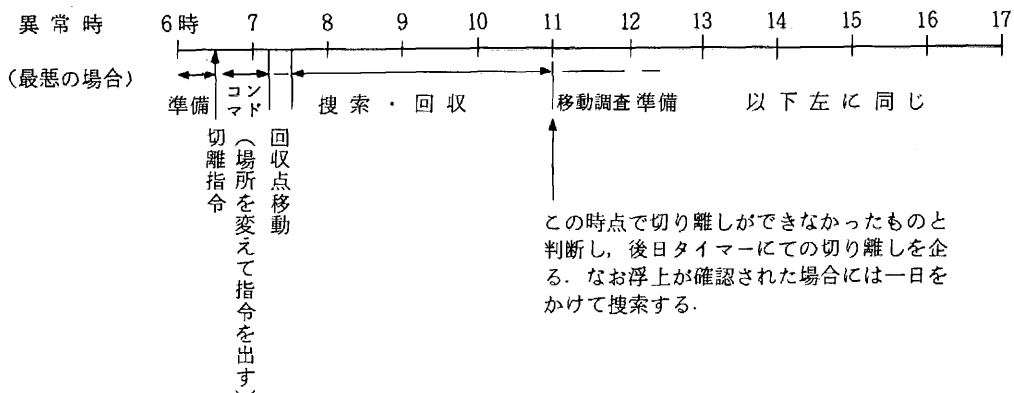 異常時 6時 7 8 9 10 11 12 13 14 15 16 17
(最悪の場合)
準備 コマンド 捜索・回収 移動調査 準備 以下左に同じ
切離指令
(場所を変えて指令を出す)
回収点移動
この時点で切り離しができなかったものと
判断し,後日タイマーにての切り離しを企
る.なお浮上が確認された場合には一日を
かけて捜索する.